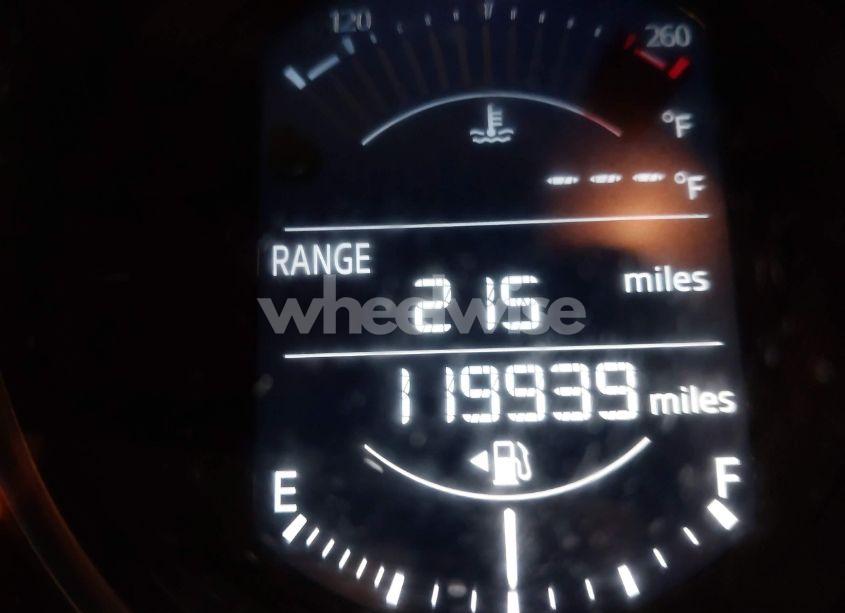 120 260
°F
--- °F
RANGE
215 miles
wheelwise
119939 miles
E F